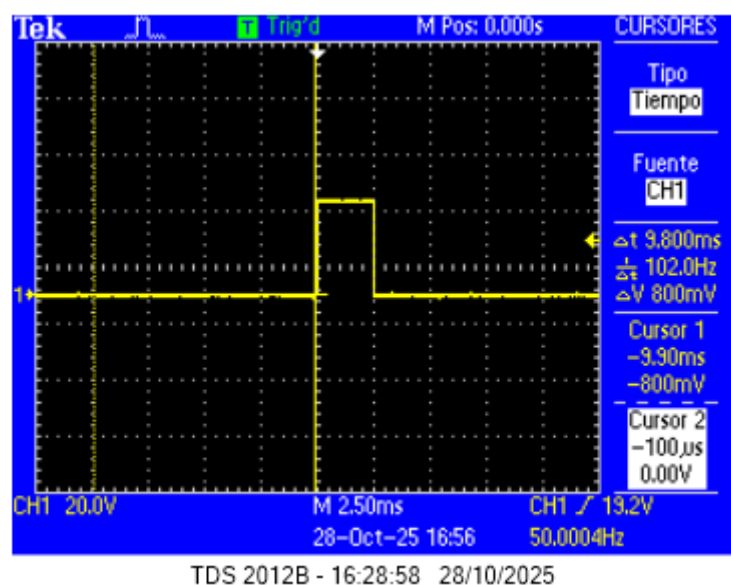 Tek T Trig'd M Pos: 0.000s CURSORES
Tipo
Tiempo
Fuente
CH1
△t 9.800ms
1/△t 102.0Hz
△V 800mV
1
Cursor 1
-9.90ms
-800mV
Cursor 2
-100µs
0.00V
CH1 20.0V M 2.50ms CH1 19.2V
28-Oct-25 16:56 50.0004Hz
TDS 2012B - 16:28:58 28/10/2025